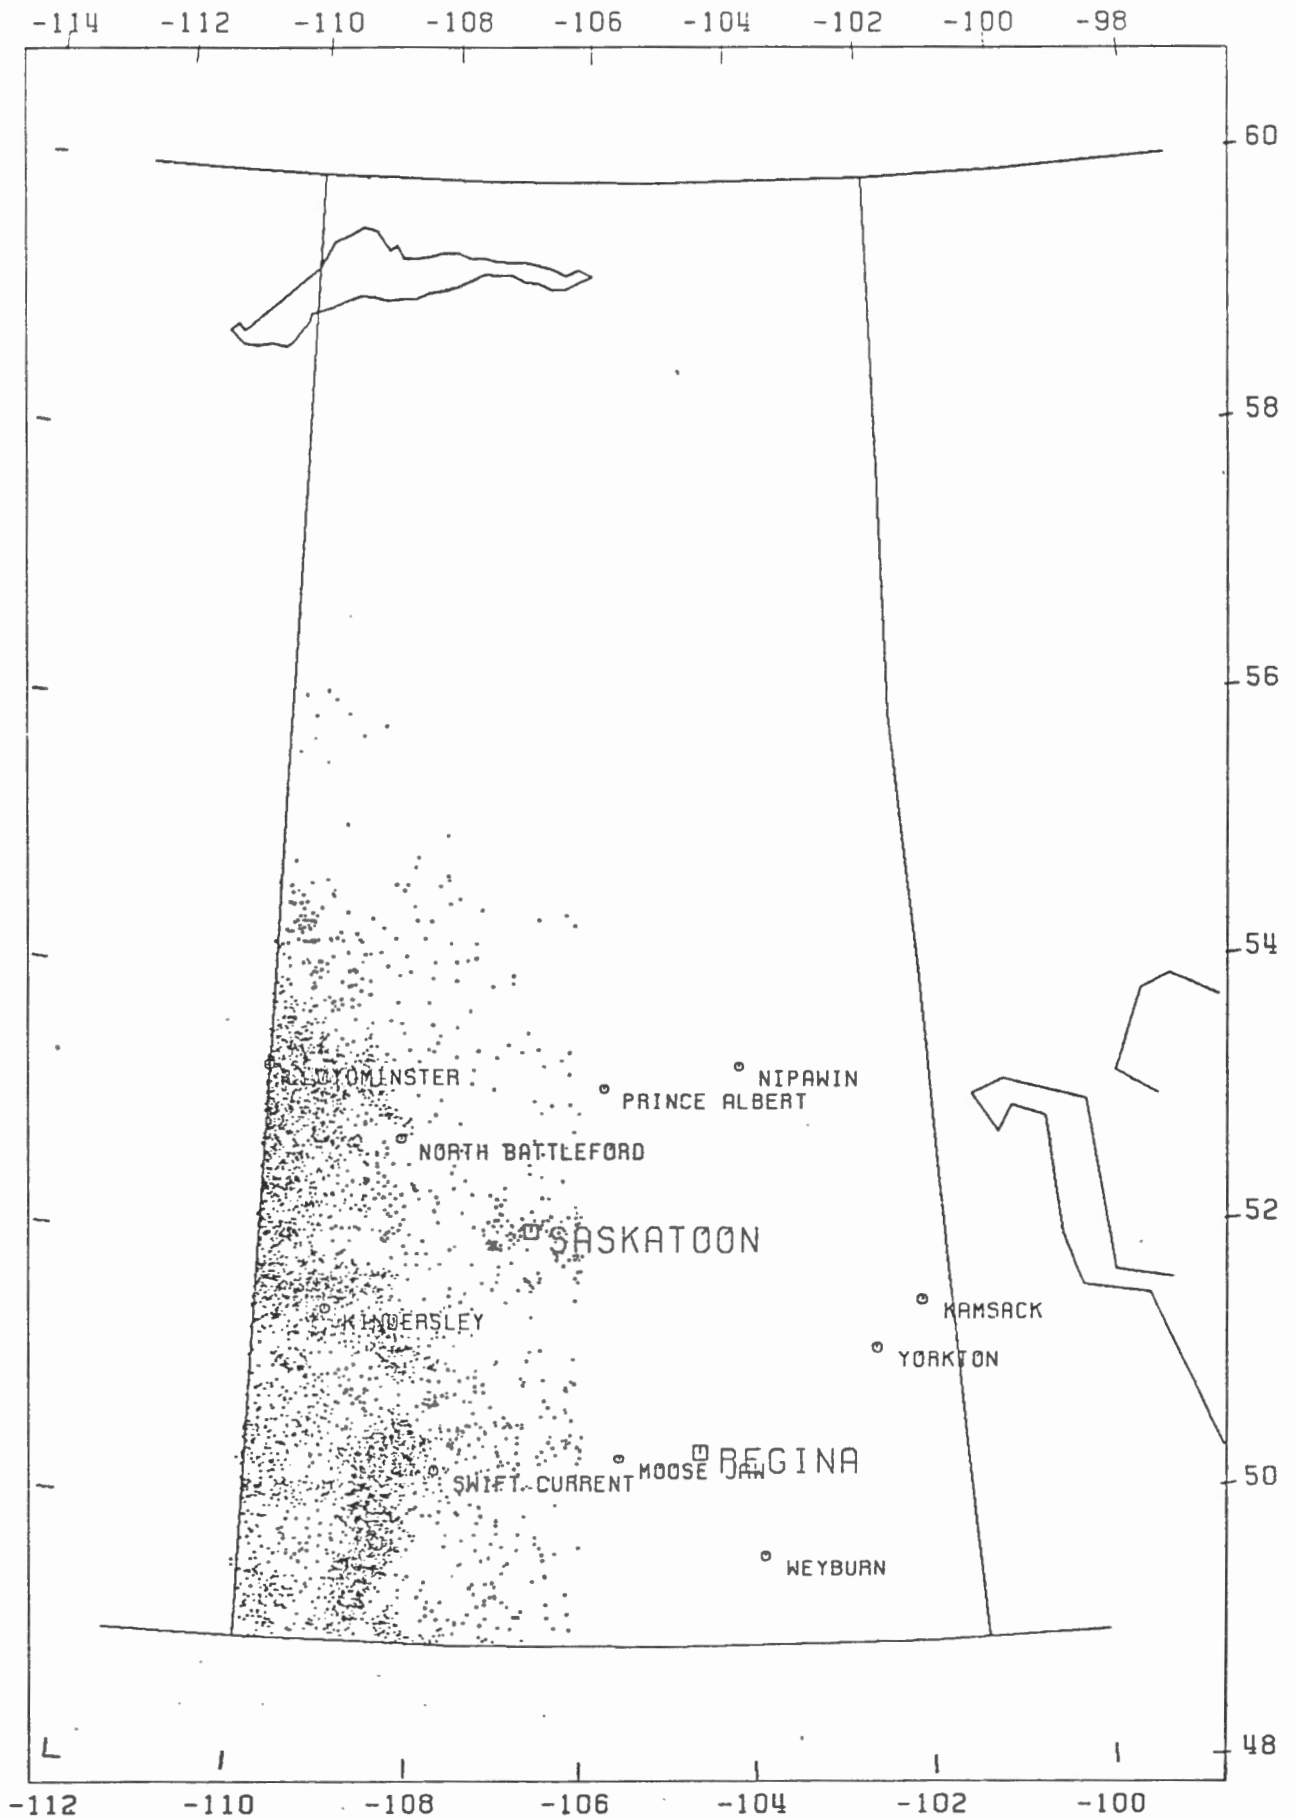 -114 -112 -110 -108 -106 -104 -102 -100 -98
60
58
56
54
LLOYDMINSTER
NIPAWIN
PRINCE ALBERT
NORTH BATTLEFORD
52
SASKATOON
KAMSACK
KINDERSLEY
YORKTON
REGINA
MOOSE JAW
SWIFT CURRENT
50
WEYBURN
48
-112 -110 -108 -106 -104 -102 -100